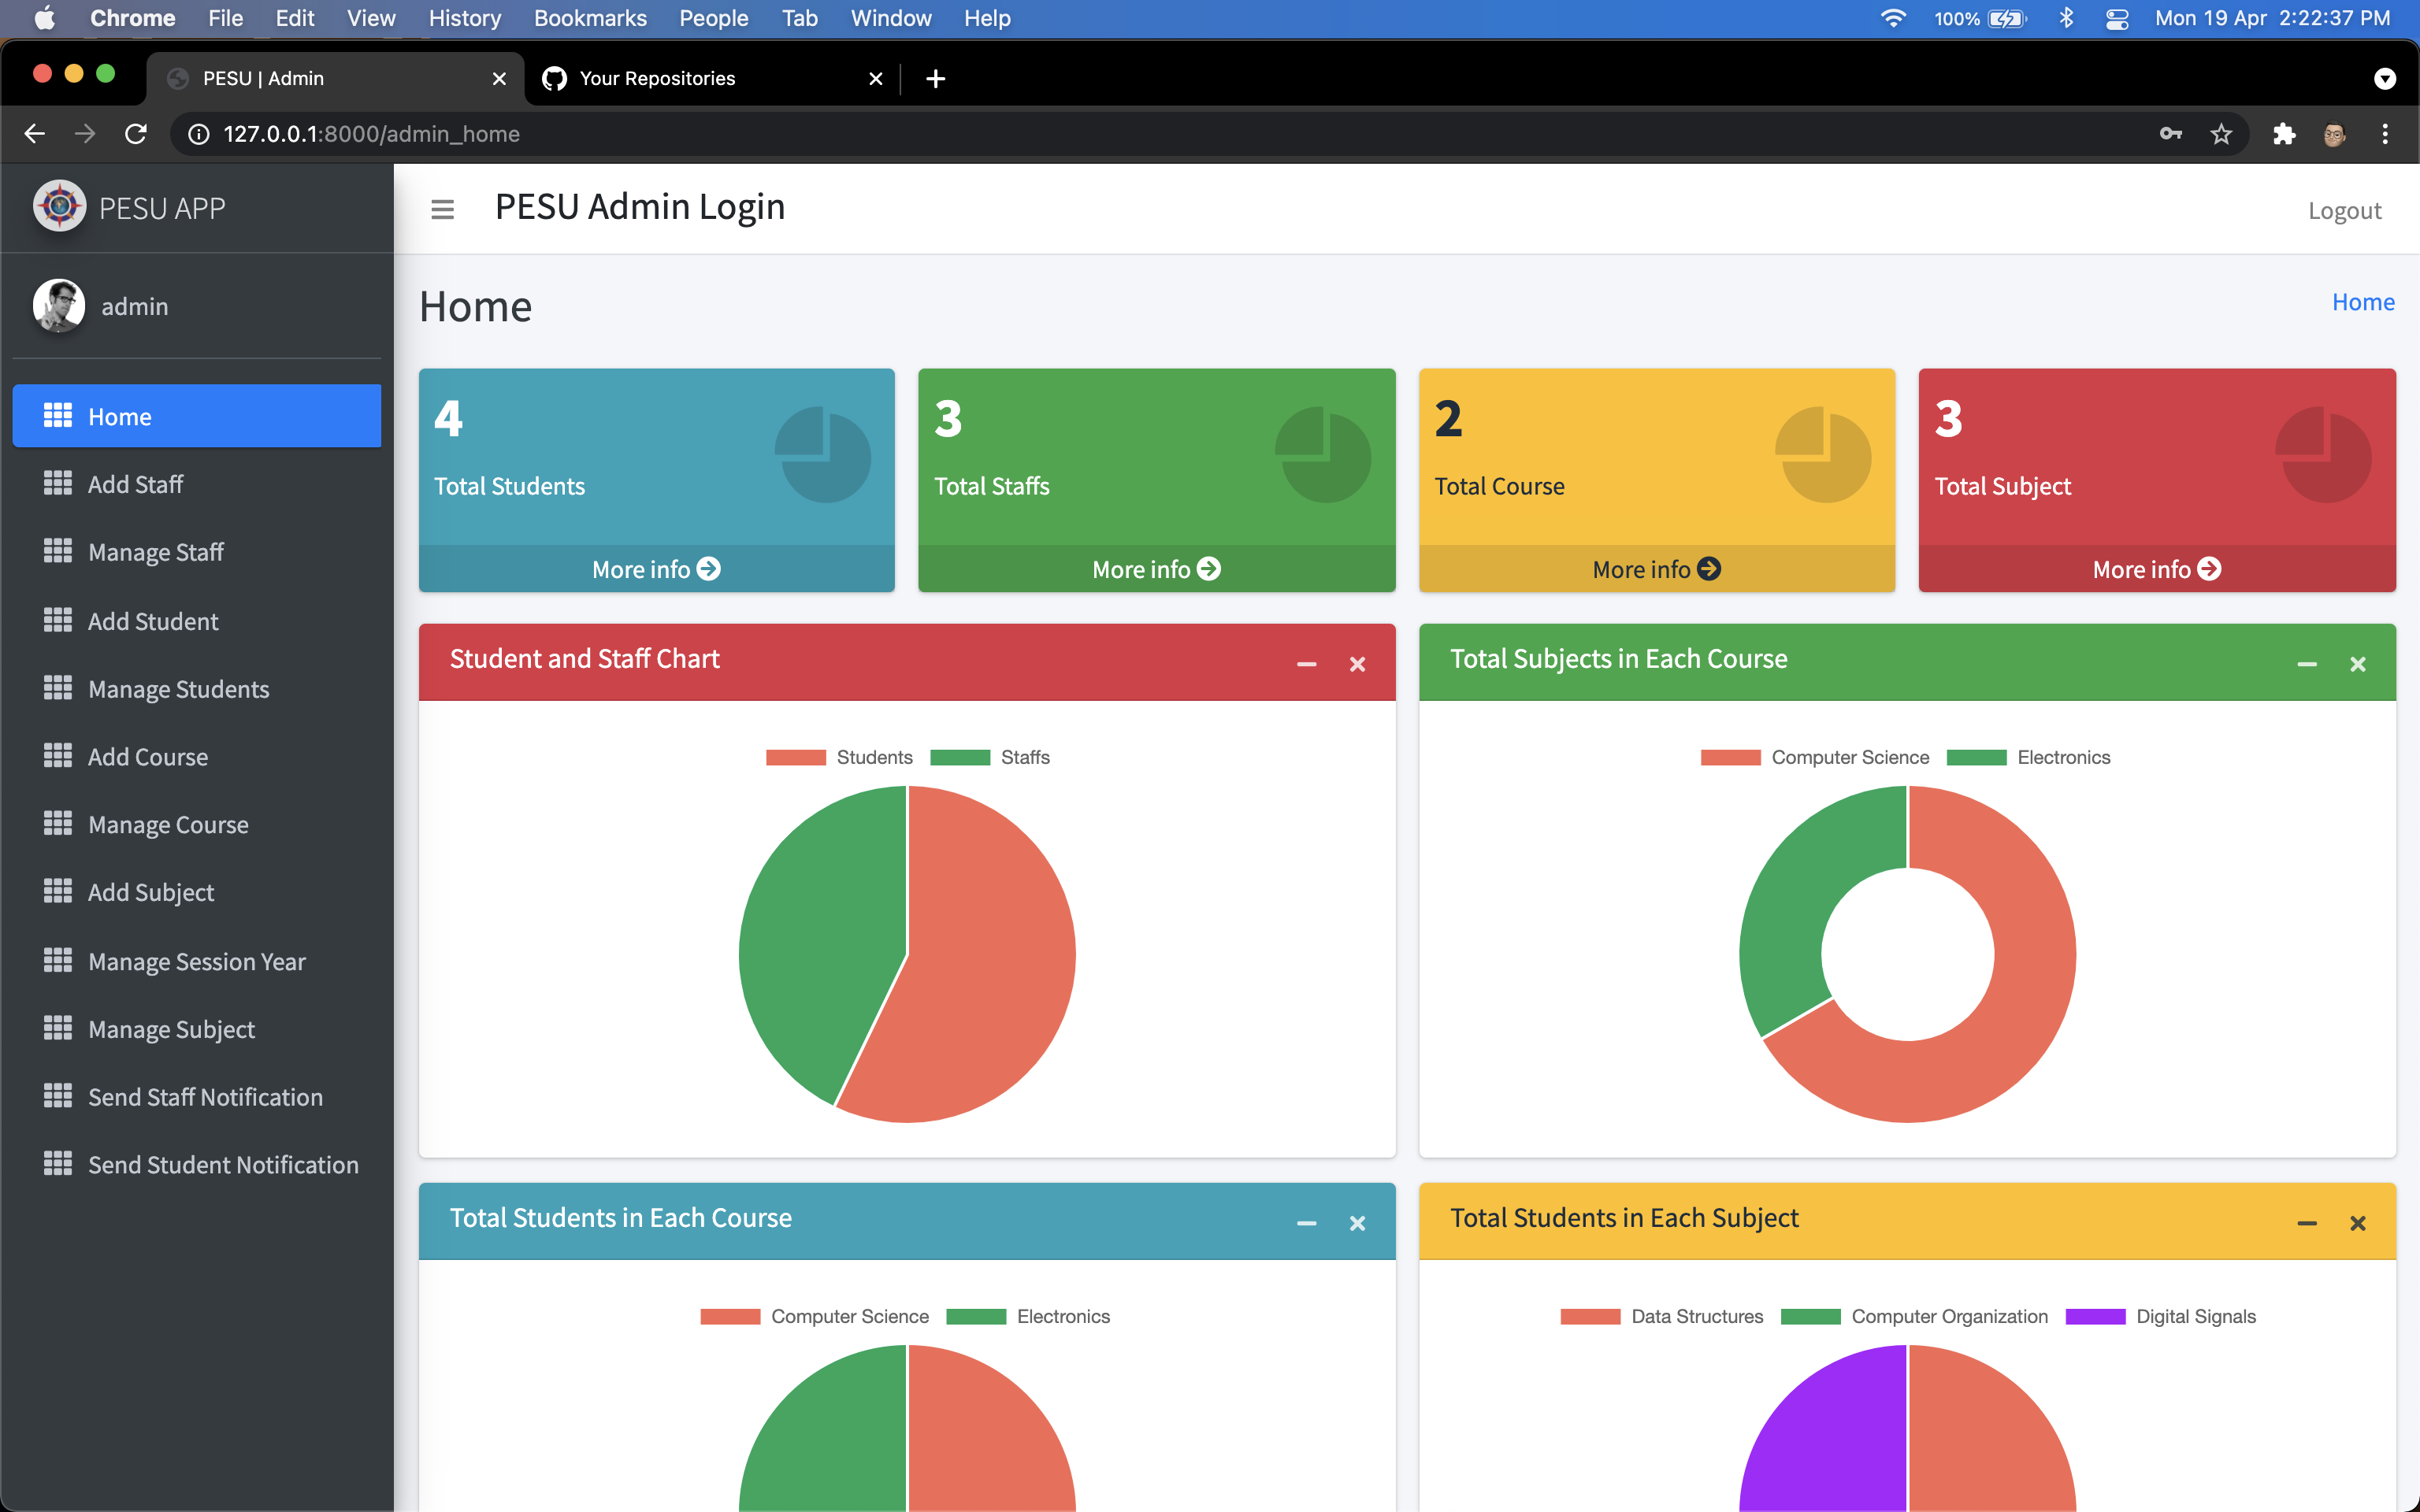 Chrome File Edit View History Bookmarks People Tab Window Help 100% Mon 19 Apr 2:22:37 PM
PESU | Admin Your Repositories
127.0.0.1:8000/admin_home
PESU APP
admin
Home
Add Staff
Manage Staff
Add Student
Manage Students
Add Course
Manage Course
Add Subject
Manage Session Year
Manage Subject
Send Staff Notification
Send Student Notification
PESU Admin Login Logout
Home Home
4
Total Students
More info
3
Total Staffs
More info
2
Total Course
More info
3
Total Subject
More info
Student and Staff Chart
Students Staffs
Total Subjects in Each Course
Computer Science Electronics
Total Students in Each Course
Computer Science Electronics
Total Students in Each Subject
Data Structures Computer Organization Digital Signals